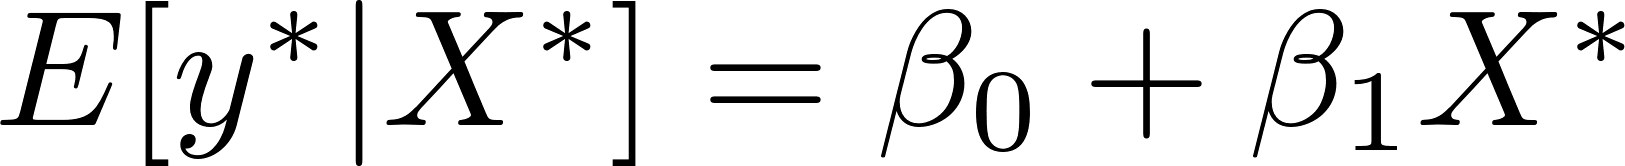 E[y*|X*] = β₀ + β₁X*